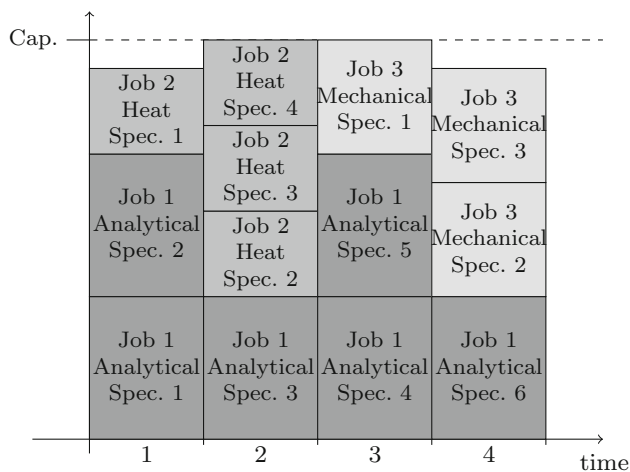 Cap.
Job 2
Heat
Spec. 1
Job 1
Analytical
Spec. 2
Job 1
Analytical
Spec. 1
Job 2
Heat
Spec. 4
Job 2
Heat
Spec. 3
Job 2
Heat
Spec. 2
Job 1
Analytical
Spec. 3
Job 3
Mechanical
Spec. 1
Job 1
Analytical
Spec. 5
Job 1
Analytical
Spec. 4
Job 3
Mechanical
Spec. 3
Job 3
Mechanical
Spec. 2
Job 1
Analytical
Spec. 6
1
2
3
4
time